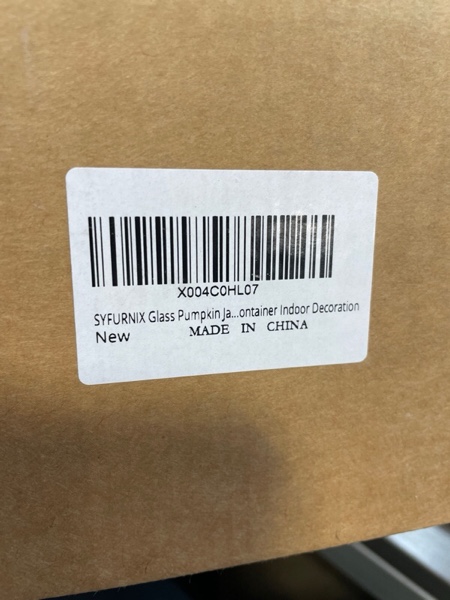 X004C0HL07
SYFURNIX Glass Pumpkin Ja...ontainer Indoor Decoration
New
MADE IN CHINA